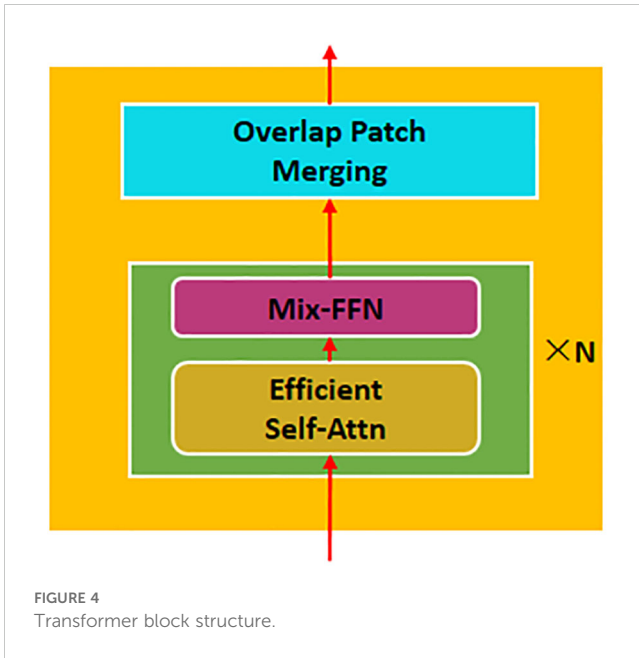 Overlap Patch
Merging
Mix-FFN
×N
Efficient
Self-Attn
FIGURE 4
Transformer block structure.